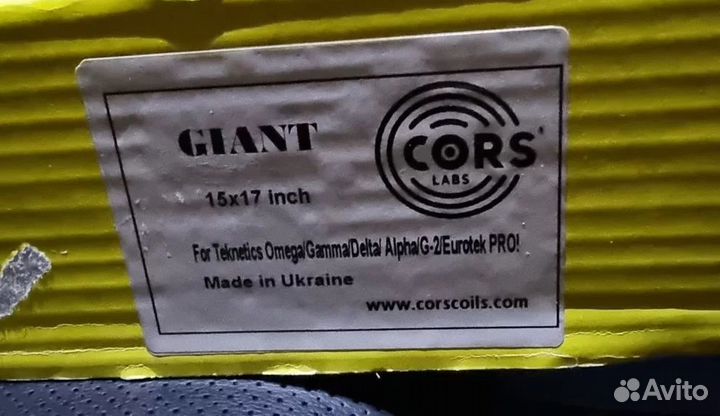 GIANT
CORS
LABS
15x17 inch
For Teknetics Omega/Gamma/Delta/ Alpha/G-2/Eurotek PRO!
Made in Ukraine
www.corscoils.com
Avito